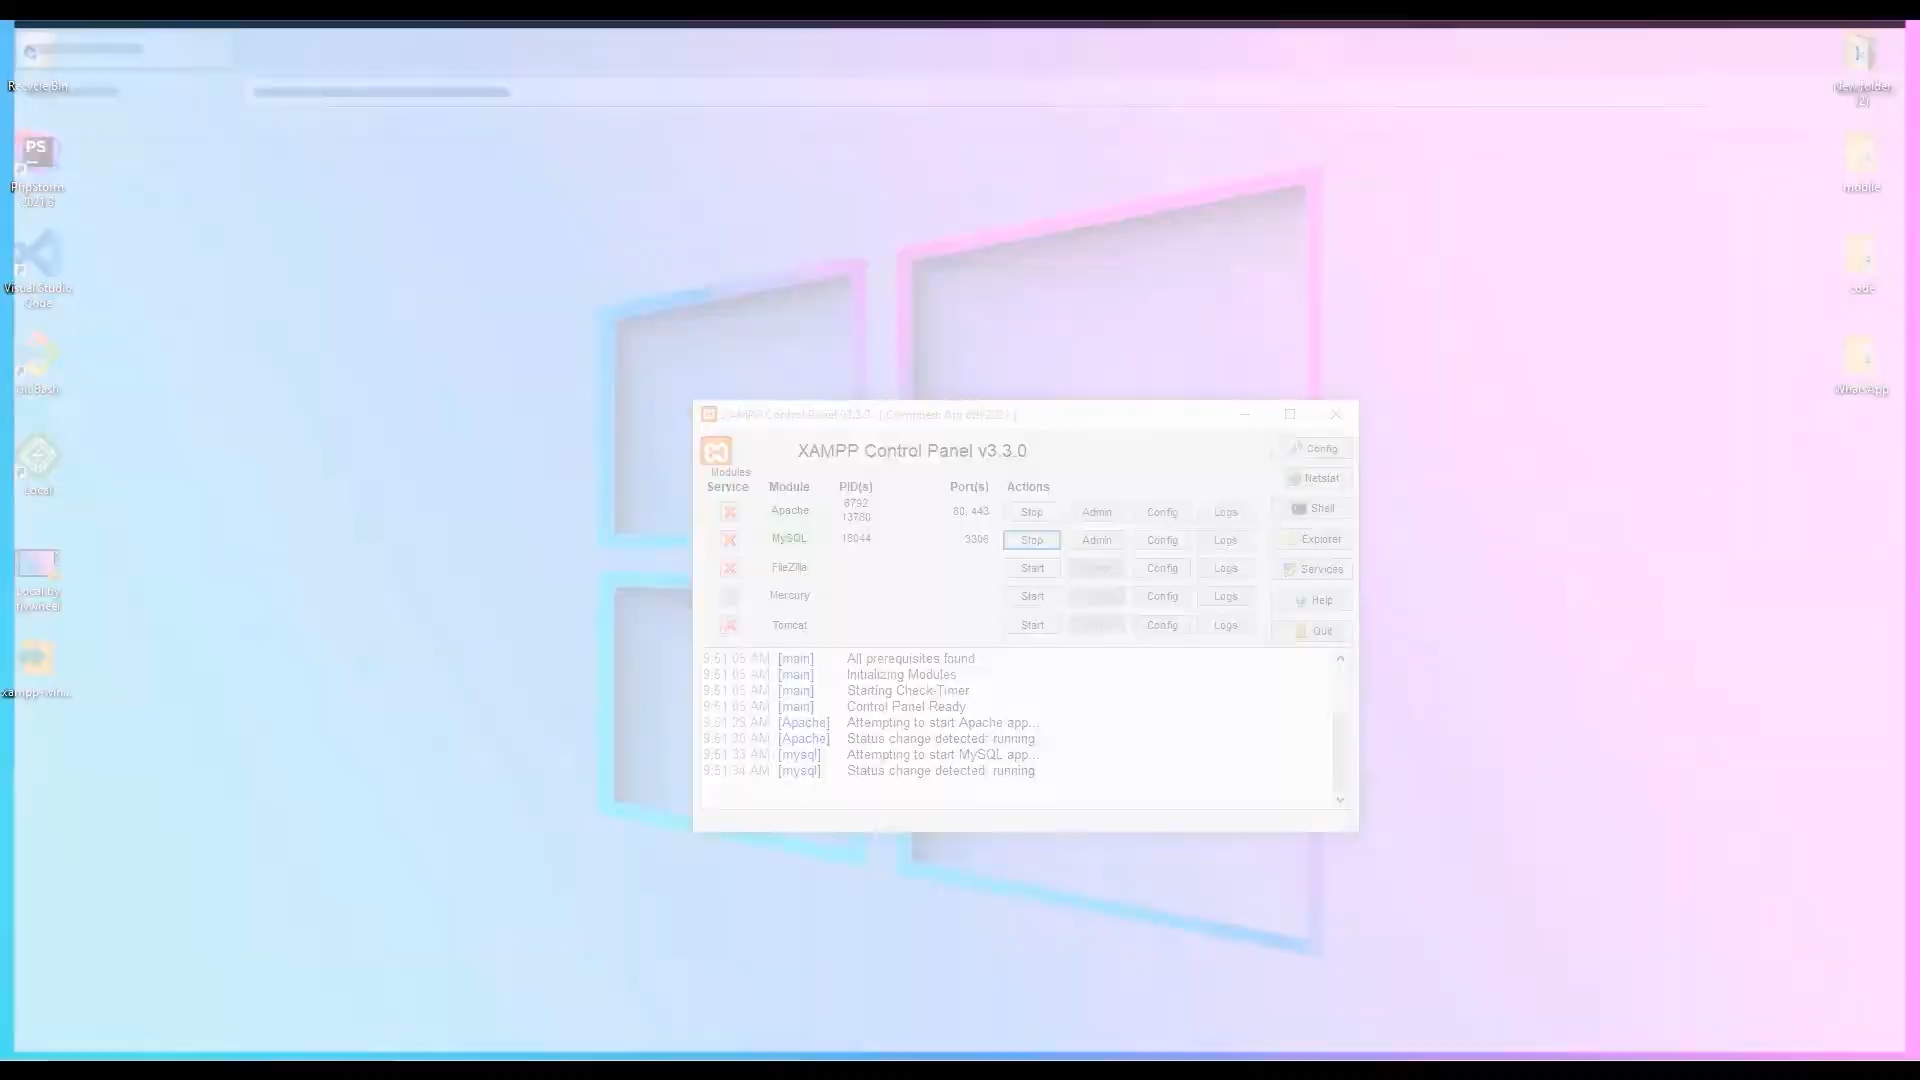 Recycle Bin
PS
PhpStorm
2021.3
Visual Studio
Code
Git Bash
Local
Local by
flywheel
xampp-win...
New folder
(2)
mobile
code
WhatsApp
XAMPP Control Panel v3.3.0 [ Compiled: Apr 6th 2021 ]
XAMPP Control Panel v3.3.0
Config
Modules
Service Module PID(s) Port(s) Actions
Netstat
Apache 6792 13780 80, 443 Stop Admin Config Logs
Shell
MySQL 18044 3306 Stop Admin Config Logs
Explorer
FileZilla Start Config Logs
Services
Mercury Start Config Logs
Help
Tomcat Start Config Logs
Quit
9:51:05 AM [main] All prerequisites found
9:51:05 AM [main] Initializing Modules
9:51:05 AM [main] Starting Check-Timer
9:51:05 AM [main] Control Panel Ready
9:51:29 AM [Apache] Attempting to start Apache app...
9:51:30 AM [Apache] Status change detected: running
9:51:33 AM [mysql] Attempting to start MySQL app...
9:51:34 AM [mysql] Status change detected: running